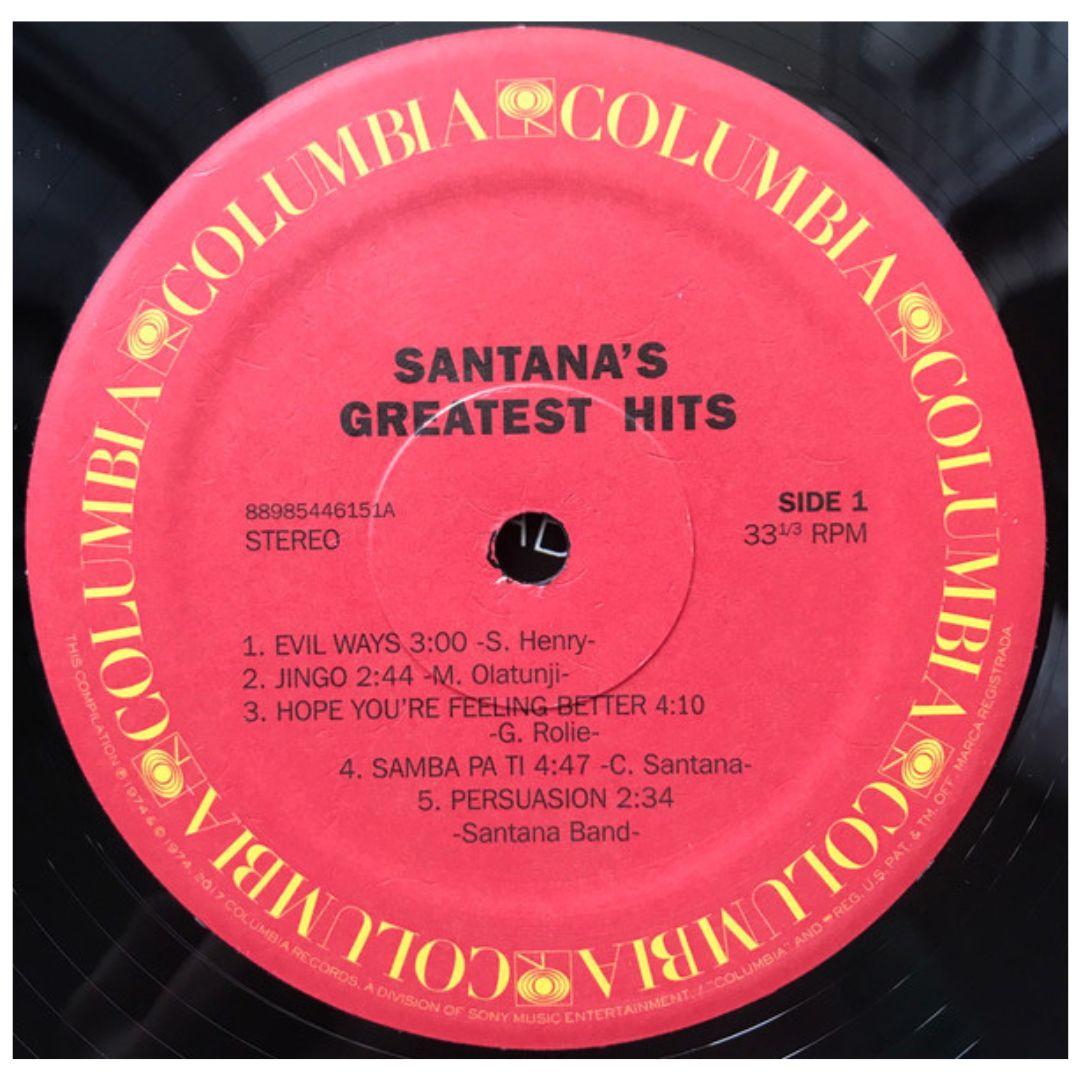 COLUMBIA COLUMBIA COLUMBIA COLUMBIA COLUMBIA COLUMBIA COLUMBIA
SANTANA'S
GREATEST HITS
88985446151A
STEREO
SIDE 1
33 1/3 RPM
1. EVIL WAYS 3:00 -S. Henry-
2. JINGO 2:44 -M. Olatunji-
3. HOPE YOU'RE FEELING BETTER 4:10
-G. Rolie-
4. SAMBA PA TI 4:47 -C. Santana-
5. PERSUASION 2:34
-Santana Band-
THIS COMPILATION ℗ 1974 & © 1974, 2017 COLUMBIA RECORDS, A DIVISION OF SONY MUSIC ENTERTAINMENT. / "COLUMBIA" AND REG. U.S. PAT. & TM. OFF. MARCA REGISTRADA.